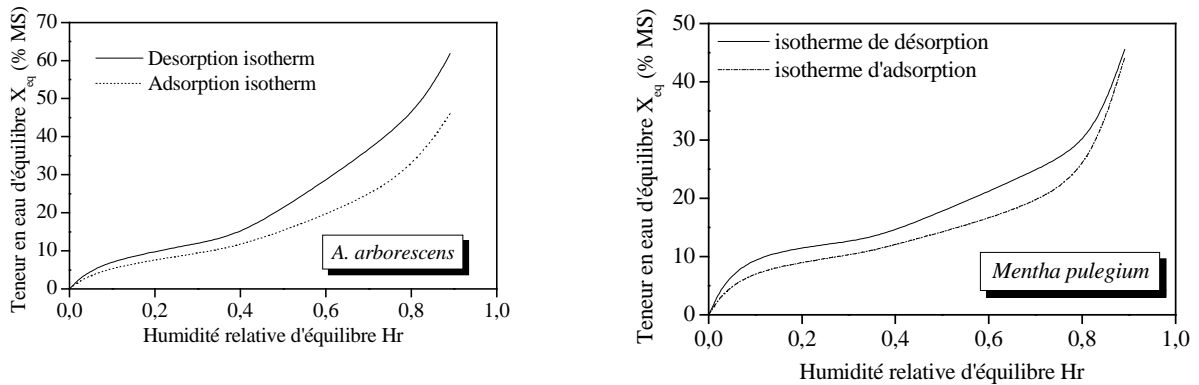 Teneur en eau d'équilibre X_eq (% MS)
70
60
50
40
30
20
10
0
Desorption isotherm
Adsorption isotherm
A. arborescens
0,0 0,2 0,4 0,6 0,8 1,0
Humidité relative d'équilibre Hr
Teneur en eau d'équilibre X_eq (% MS)
50
40
30
20
10
0
isotherme de désorption
isotherme d'adsorption
Mentha pulegium
0,0 0,2 0,4 0,6 0,8 1,0
Humidité relative d'équilibre Hr